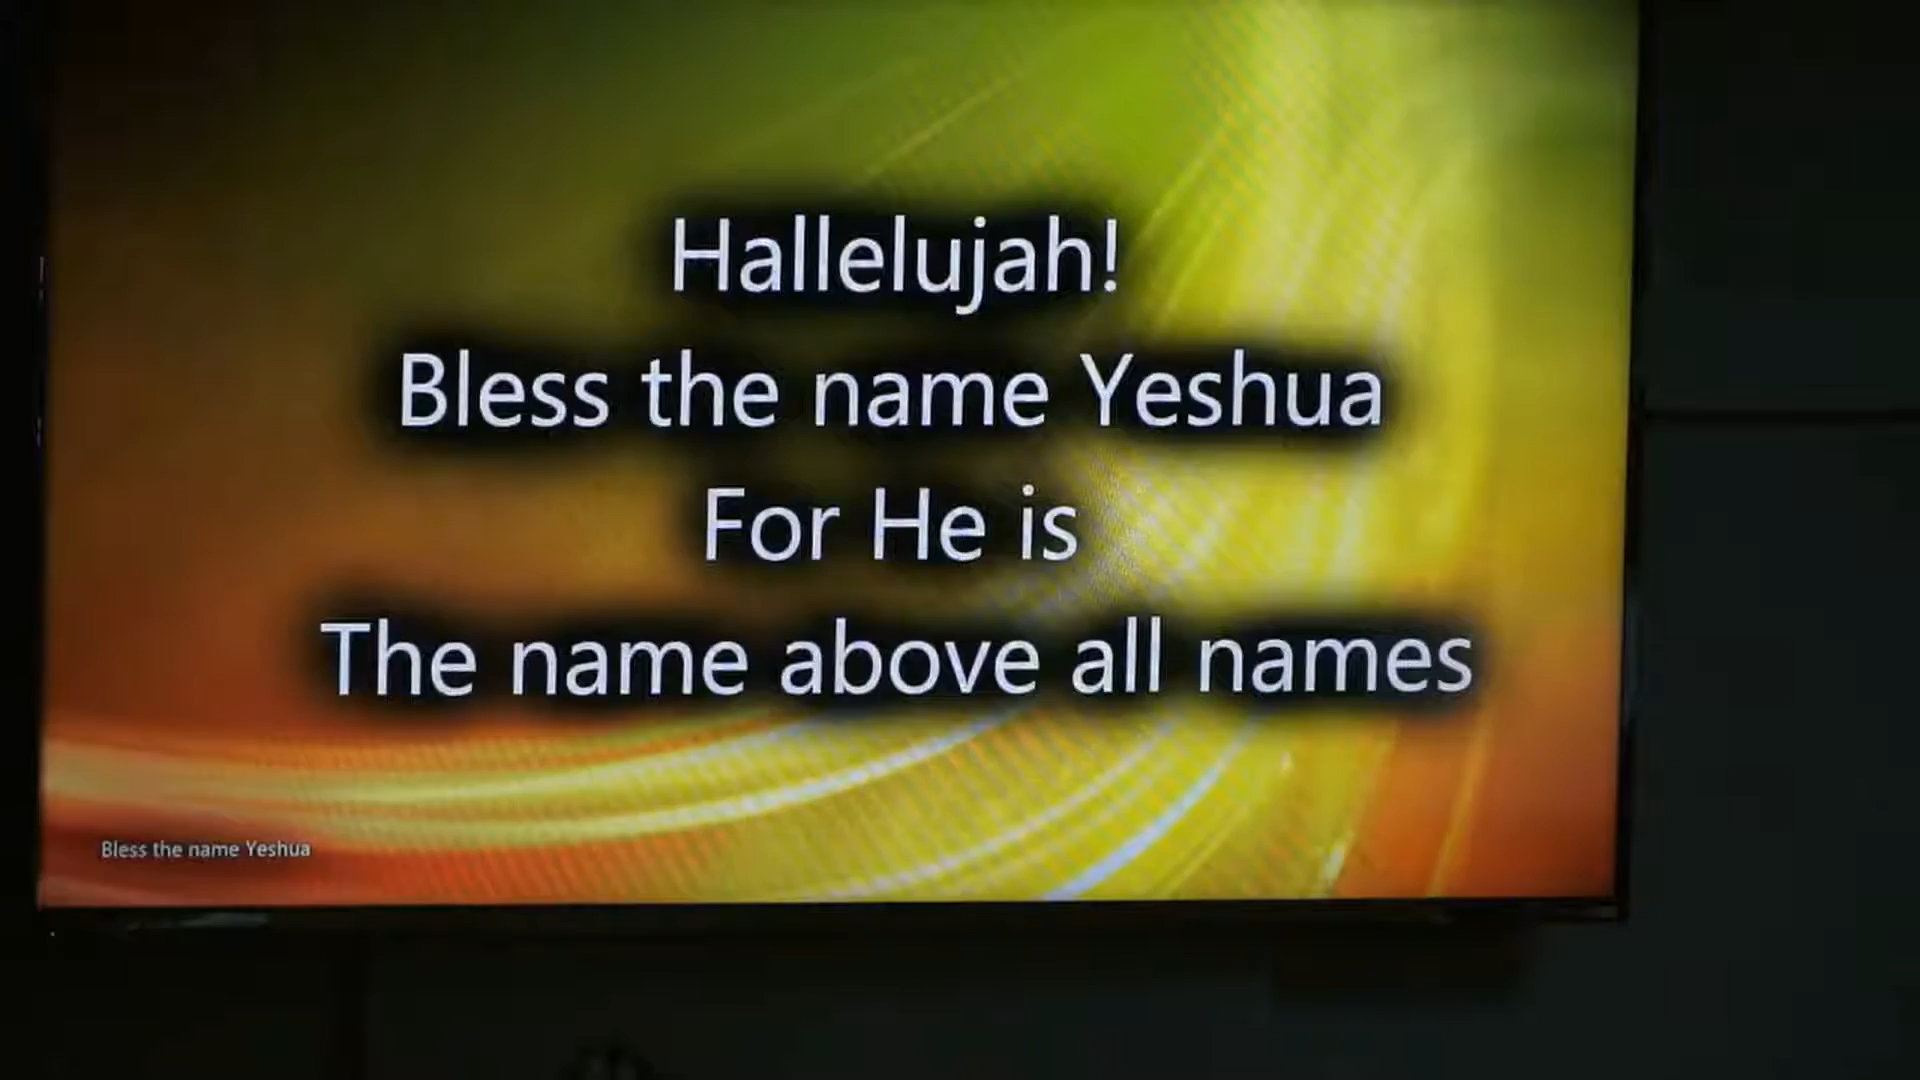 Hallelujah!
Bless the name Yeshua
For He is
The name above all names
Bless the name Yeshua